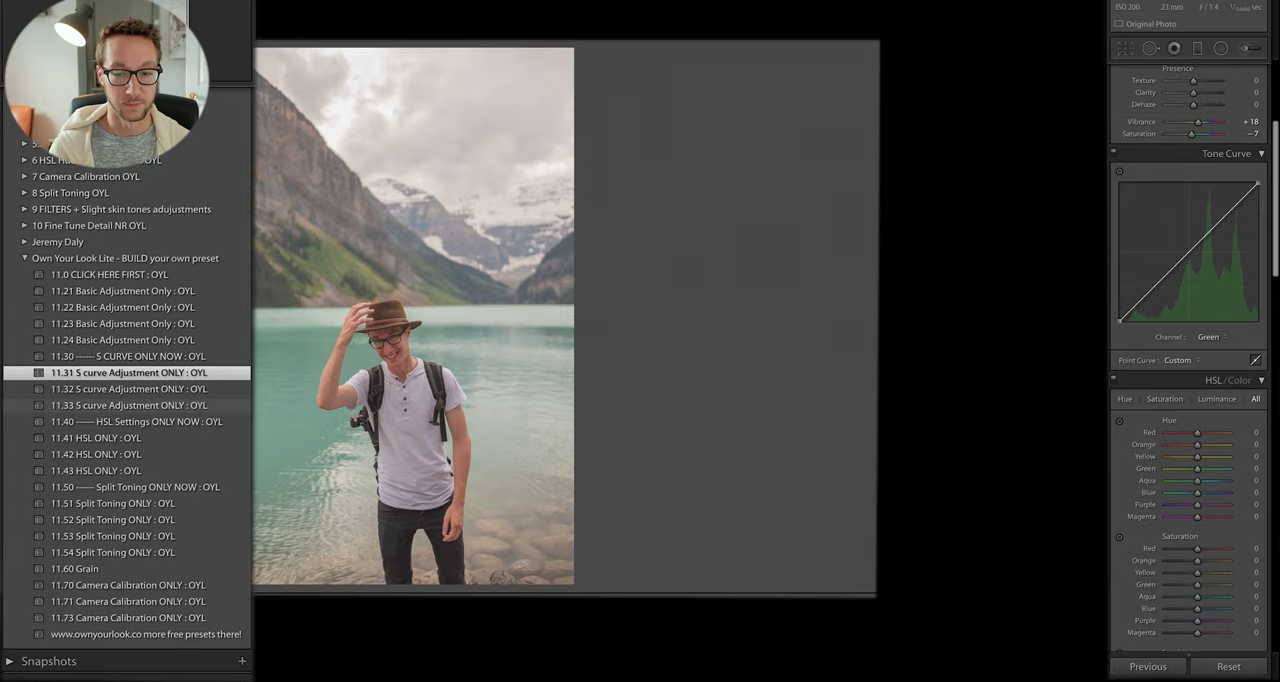 5.
6 HSL H OYL
7 Camera Calibration OYL
8 Split Toning OYL
9 FILTERS + Slight skin tones adujustments
10 Fine Tune Detail NR OYL
Jeremy Daly
Own Your Look Lite - BUILD your own preset
11.0 CLICK HERE FIRST : OYL
11.21 Basic Adjustment Only : OYL
11.22 Basic Adjustment Only : OYL
11.23 Basic Adjustment Only : OYL
11.24 Basic Adjustment Only : OYL
11.30 ------ S CURVE ONLY NOW : OYL
11.31 S curve Adjustment ONLY : OYL
11.32 S curve Adjustment ONLY : OYL
11.33 S curve Adjustment ONLY : OYL
11.40 ------ HSL Settings ONLY NOW : OYL
11.41 HSL ONLY : OYL
11.42 HSL ONLY : OYL
11.43 HSL ONLY : OYL
11.50 ------ Split Toning ONLY NOW : OYL
11.51 Split Toning ONLY : OYL
11.52 Split Toning ONLY : OYL
11.53 Split Toning ONLY : OYL
11.54 Split Toning ONLY : OYL
11.60 Grain
11.70 Camera Calibration ONLY : OYL
11.71 Camera Calibration ONLY : OYL
11.73 Camera Calibration ONLY : OYL
www.ownyourlook.co more free presets there!
Snapshots +
ISO 200 23 mm ƒ / 1.4 1/5000 sec
Original Photo
Presence
Texture 0
Clarity 0
Dehaze 0
Vibrance + 18
Saturation – 7
Tone Curve
Channel : Green
Point Curve : Custom
HSL / Color
Hue Saturation Luminance All
Hue
Red 0
Orange 0
Yellow 0
Green 0
Aqua 0
Blue 0
Purple 0
Magenta 0
Saturation
Red 0
Orange 0
Yellow 0
Green 0
Aqua 0
Blue 0
Purple 0
Magenta 0
Previous Reset